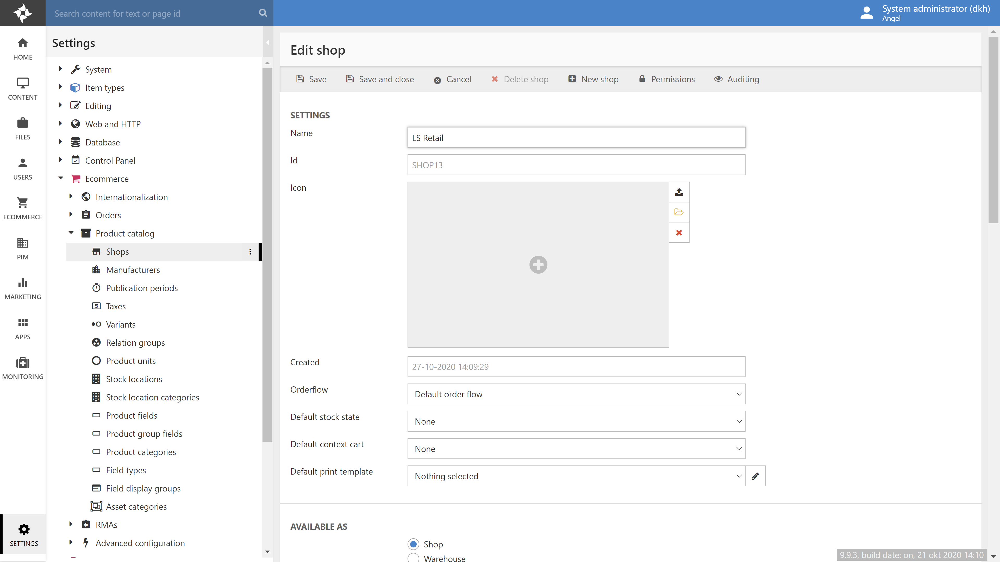 Search content for text or page id
System administrator (dkh)
Angel
HOME
CONTENT
FILES
USERS
ECOMMERCE
PIM
MARKETING
APPS
MONITORING
SETTINGS
Settings
System
Item types
Editing
Web and HTTP
Database
Control Panel
Ecommerce
Internationalization
Orders
Product catalog
Shops
Manufacturers
Publication periods
Taxes
Variants
Relation groups
Product units
Stock locations
Stock location categories
Product fields
Product group fields
Product categories
Field types
Field display groups
Asset categories
RMAs
Advanced configuration
Edit shop
Save Save and close Cancel Delete shop New shop Permissions Auditing
SETTINGS
Name LS Retail
Id SHOP13
Icon
Created 27-10-2020 14:09:29
Orderflow Default order flow
Default stock state None
Default context cart None
Default print template Nothing selected
AVAILABLE AS
Shop
Warehouse
9.9.3, build date: on, 21 okt 2020 14:10